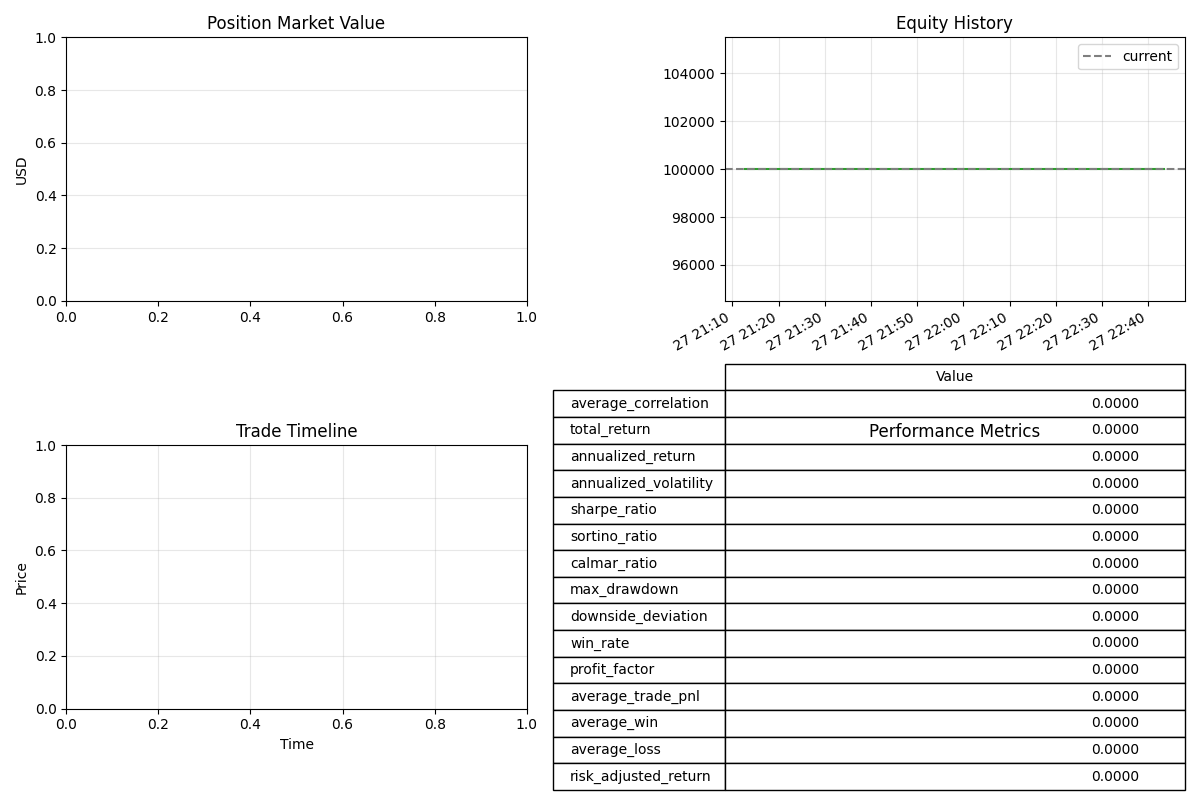 Position Market Value
1.0
0.8
0.6
0.4
0.2
0.0
USD
0.0 0.2 0.4 0.6 0.8 1.0
Equity History
current
104000
102000
100000
98000
96000
27 21:10 27 21:20 27 21:30 27 21:40 27 21:50 27 22:00 27 22:10 27 22:20 27 22:30 27 22:40
Trade Timeline
1.0
0.8
0.6
0.4
0.2
0.0
Price
0.0 0.2 0.4 0.6 0.8 1.0
Time
Performance Metrics
Value
average_correlation 0.0000
total_return 0.0000
annualized_return 0.0000
annualized_volatility 0.0000
sharpe_ratio 0.0000
sortino_ratio 0.0000
calmar_ratio 0.0000
max_drawdown 0.0000
downside_deviation 0.0000
win_rate 0.0000
profit_factor 0.0000
average_trade_pnl 0.0000
average_win 0.0000
average_loss 0.0000
risk_adjusted_return 0.0000